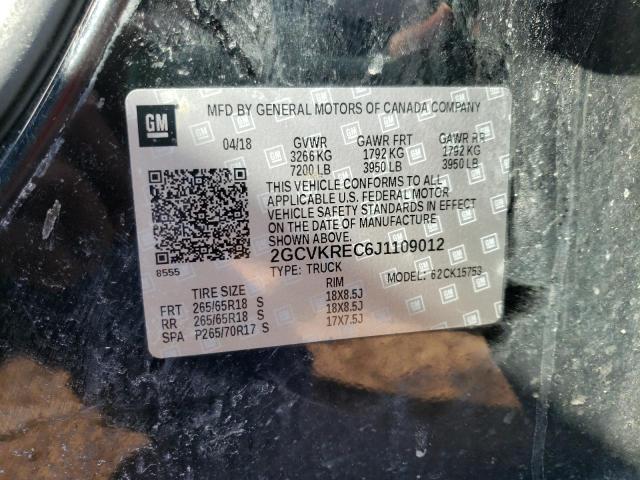 GM
MFD BY GENERAL MOTORS OF CANADA COMPANY
04/18 GVWR GAWR FRT GAWR RR
3266 KG 1792 KG 1792 KG
7200 LB 3950 LB 3950 LB
THIS VEHICLE CONFORMS TO ALL
APPLICABLE U.S. FEDERAL MOTOR
VEHICLE SAFETY STANDARDS IN EFFECT
ON THE DATE OF MANUFACTURE
SHOWN ABOVE.
2GCVKREC6J1109012
8555
TYPE: TRUCK MODEL: 62CK15753
TIRE SIZE RIM
FRT 265/65R18 S 18X8.5J
RR 265/65R18 S 18X8.5J
SPA P265/70R17 S 17X7.5J